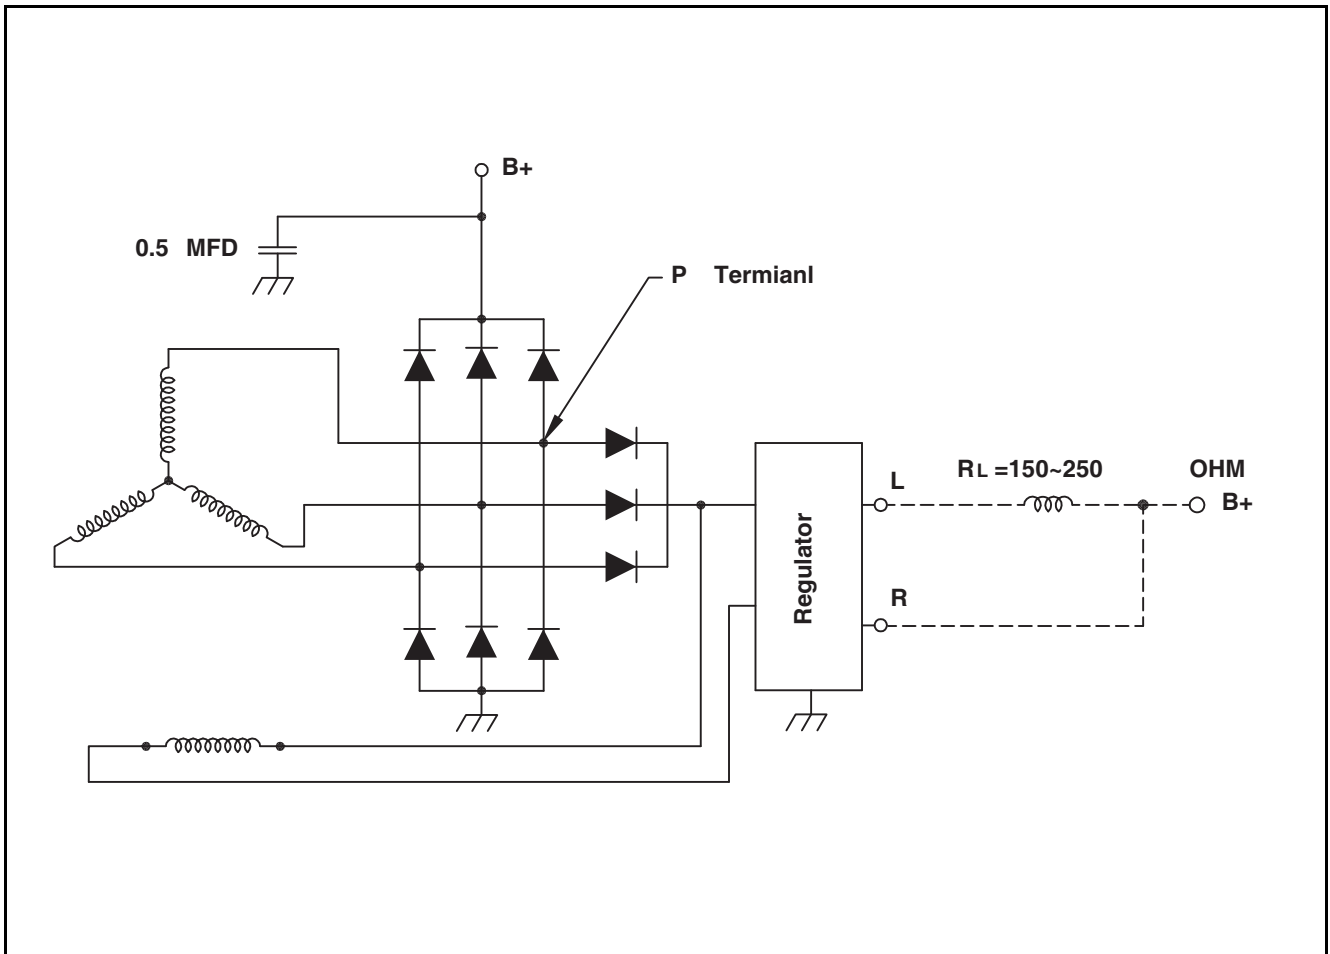 B+
0.5 MFD
P Termianl
L
RL =150~250 OHM
B+
R
Regulator